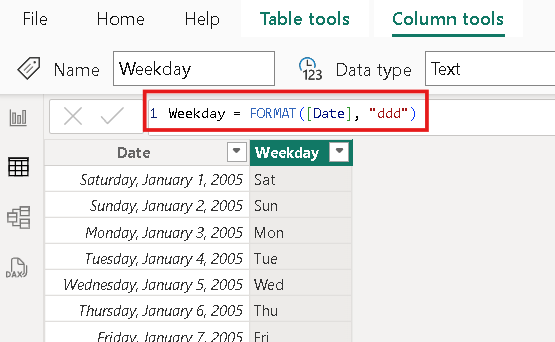 File Home Help Table tools Column tools
Name Weekday Data type Text
1 Weekday = FORMAT([Date], "ddd")
Date Weekday
Saturday, January 1, 2005 Sat
Sunday, January 2, 2005 Sun
Monday, January 3, 2005 Mon
Tuesday, January 4, 2005 Tue
Wednesday, January 5, 2005 Wed
Thursday, January 6, 2005 Thu
Friday, January 7, 2005 Fri
DAX
123